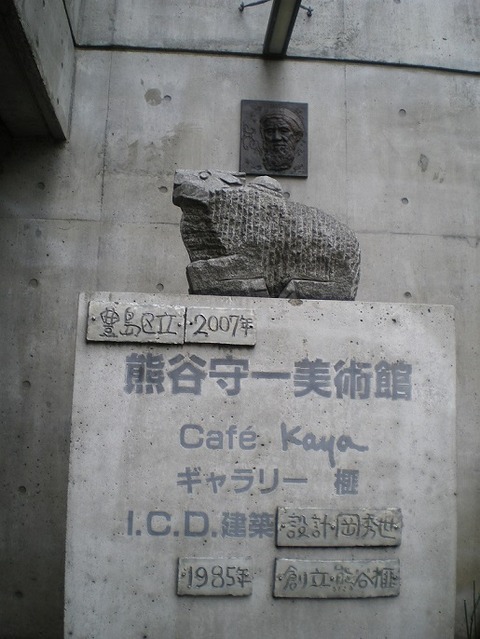 豊島区立 2007年
熊谷守一美術館
Café Kaya
ギャラリー 榧
I.C.D.建築 設計・岡秀世
1985年 創立・熊谷榧